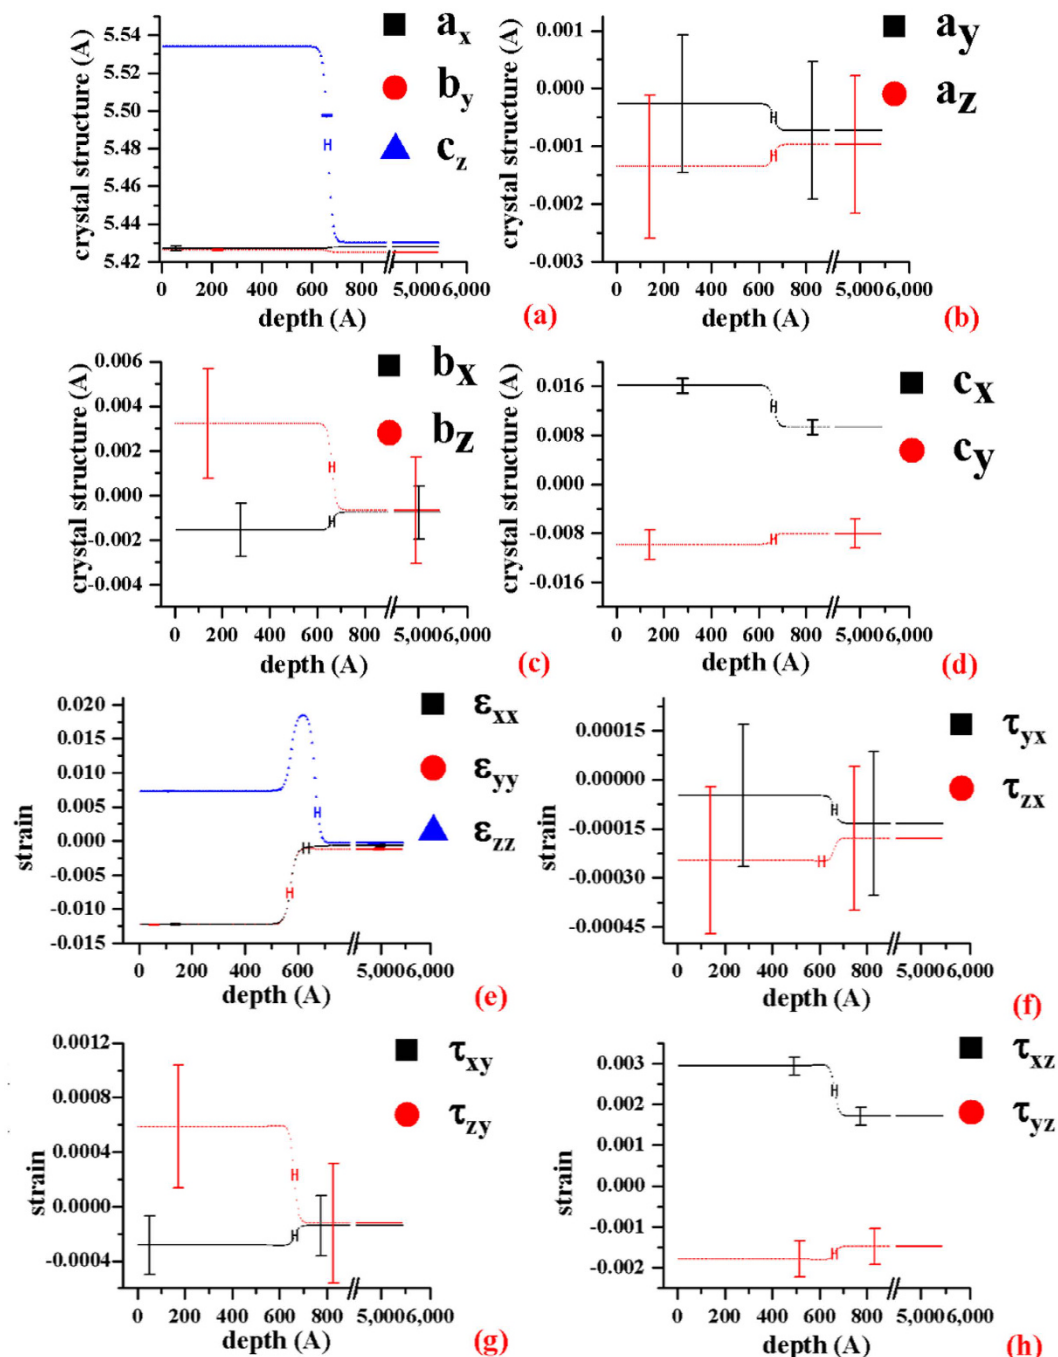 5.54
5.53
5.50
5.48
5.46
5.43
5.42
crystal structure (A)
0 200 400 600 5,000 6,000
depth (A)
a_x
b_y
c_z
(a)
0.001
0.000
-0.001
-0.002
-0.003
crystal structure (A)
0 200 400 600 800 5,000 6,000
depth (A)
a_y
a_z
(b)
0.006
0.004
0.002
0.000
-0.002
-0.004
crystal structure (A)
0 200 400 600 800 5,000 6,000
depth (A)
b_x
b_z
(c)
0.016
0.008
0.000
-0.008
-0.016
crystal structure (A)
0 200 400 600 800 5,000 6,000
depth (A)
c_x
c_y
(d)
0.020
0.010
0.005
0.000
-0.005
-0.010
-0.015
strain
0 200 400 600 5,000 6,000
depth (A)
ε_xx
ε_yy
ε_zz
(e)
0.00015
0.00000
-0.00015
-0.00030
-0.00045
strain
0 200 400 600 800 5,000 6,000
depth (A)
τ_yx
τ_zx
(f)
0.0012
0.0008
0.0004
0.0000
-0.0004
strain
0 200 400 600 800 5,000 6,000
depth (A)
τ_xy
τ_zy
(g)
0.003
0.002
0.001
0.000
-0.001
-0.002
strain
0 200 400 600 800 5,000 6,000
depth (A)
τ_xz
τ_yz
(h)